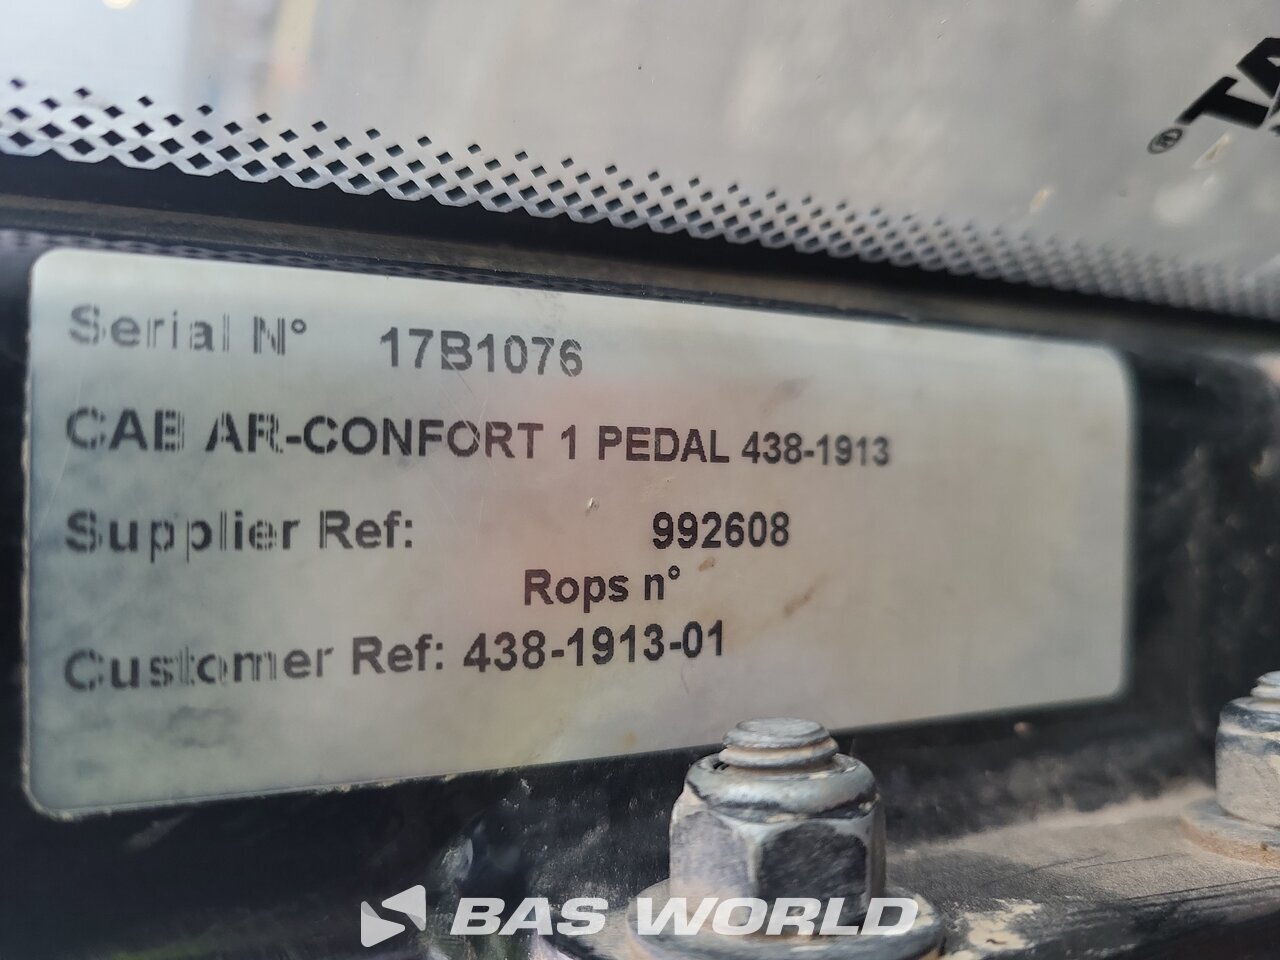 Serial N° 17B1076
CAB AR-CONFORT 1 PEDAL 438-1913
Supplier Ref: 992608
Rops n°
Customer Ref: 438-1913-01
BAS WORLD